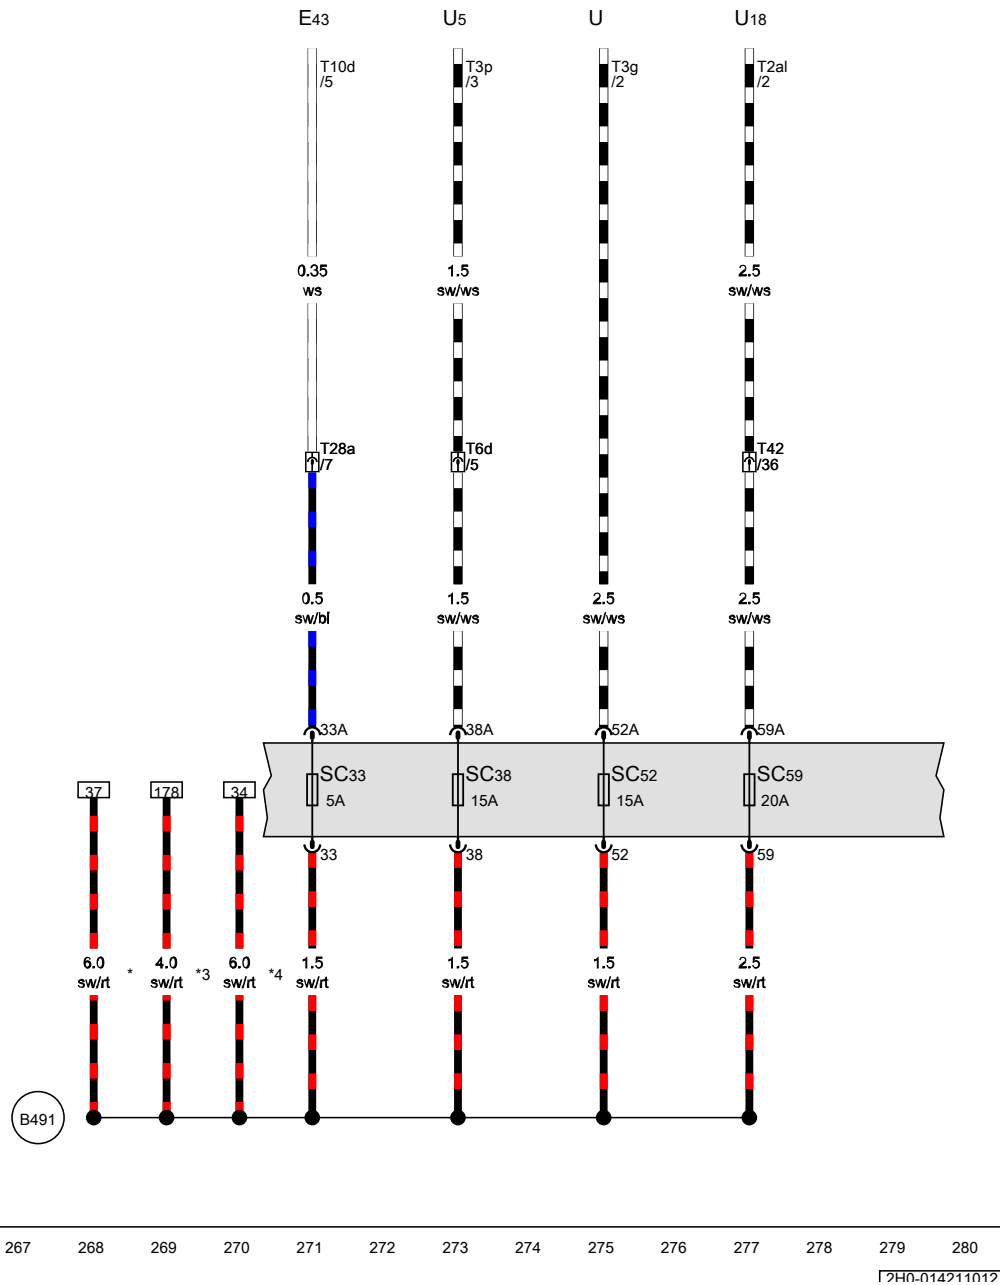 E43 U5 U U18
T10d T3p T3g T2al
/5 /3 /2 /2
0.35 1.5 2.5
ws sw/ws sw/ws
T28a T6d T42
/7 /5 /36
0.5 1.5 2.5 2.5
sw/bl sw/ws sw/ws sw/ws
33A 38A 52A 59A
SC33 SC38 SC52 SC59
37 178 34 5A 15A 15A 20A
33 38 52 59
6.0 * 4.0 *3 6.0 *4 1.5 1.5 1.5 2.5
sw/rt sw/rt sw/rt sw/rt sw/rt sw/rt sw/rt
B491
267 268 269 270 271 272 273 274 275 276 277 278 279 280
2H0-014211012